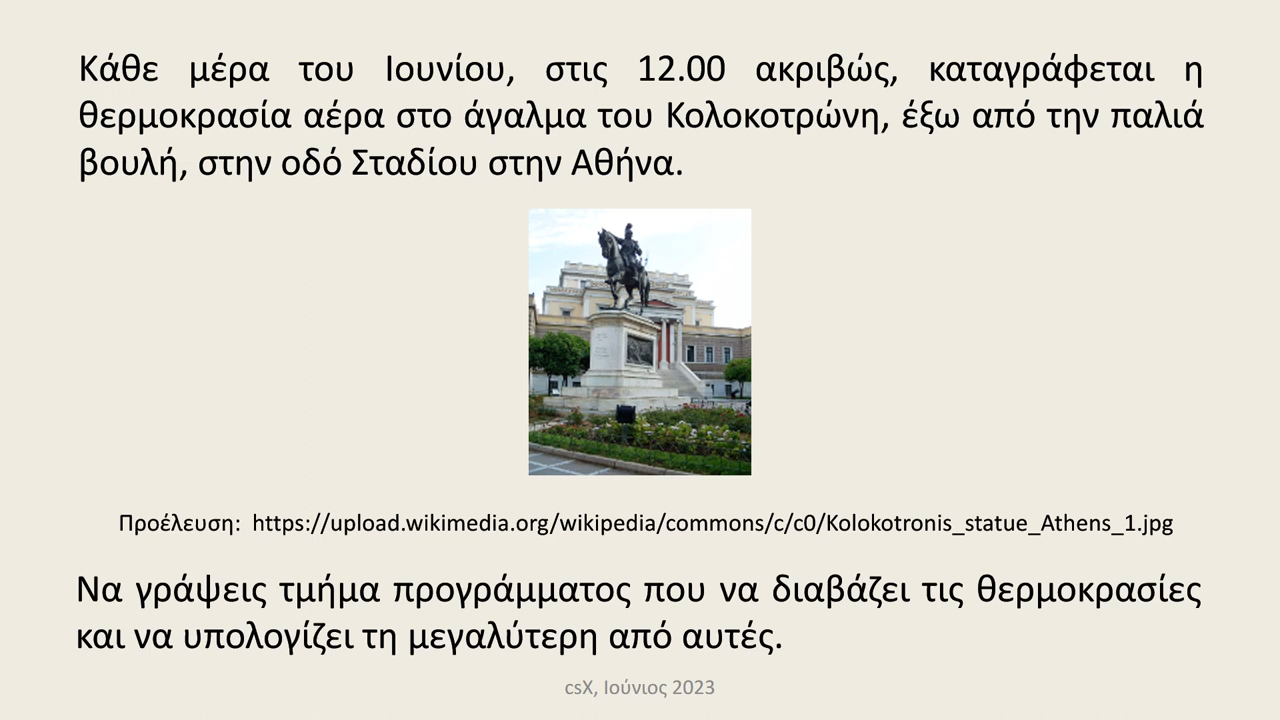 Κάθε μέρα του Ιουνίου, στις 12.00 ακριβώς, καταγράφεται η
θερμοκρασία αέρα στο άγαλμα του Κολοκοτρώνη, έξω από την παλιά
βουλή, στην οδό Σταδίου στην Αθήνα.
Προέλευση: https://upload.wikimedia.org/wikipedia/commons/c/c0/Kolokotronis_statue_Athens_1.jpg
Να γράψεις τμήμα προγράμματος που να διαβάζει τις θερμοκρασίες
και να υπολογίζει τη μεγαλύτερη από αυτές.
csX, Ιούνιος 2023